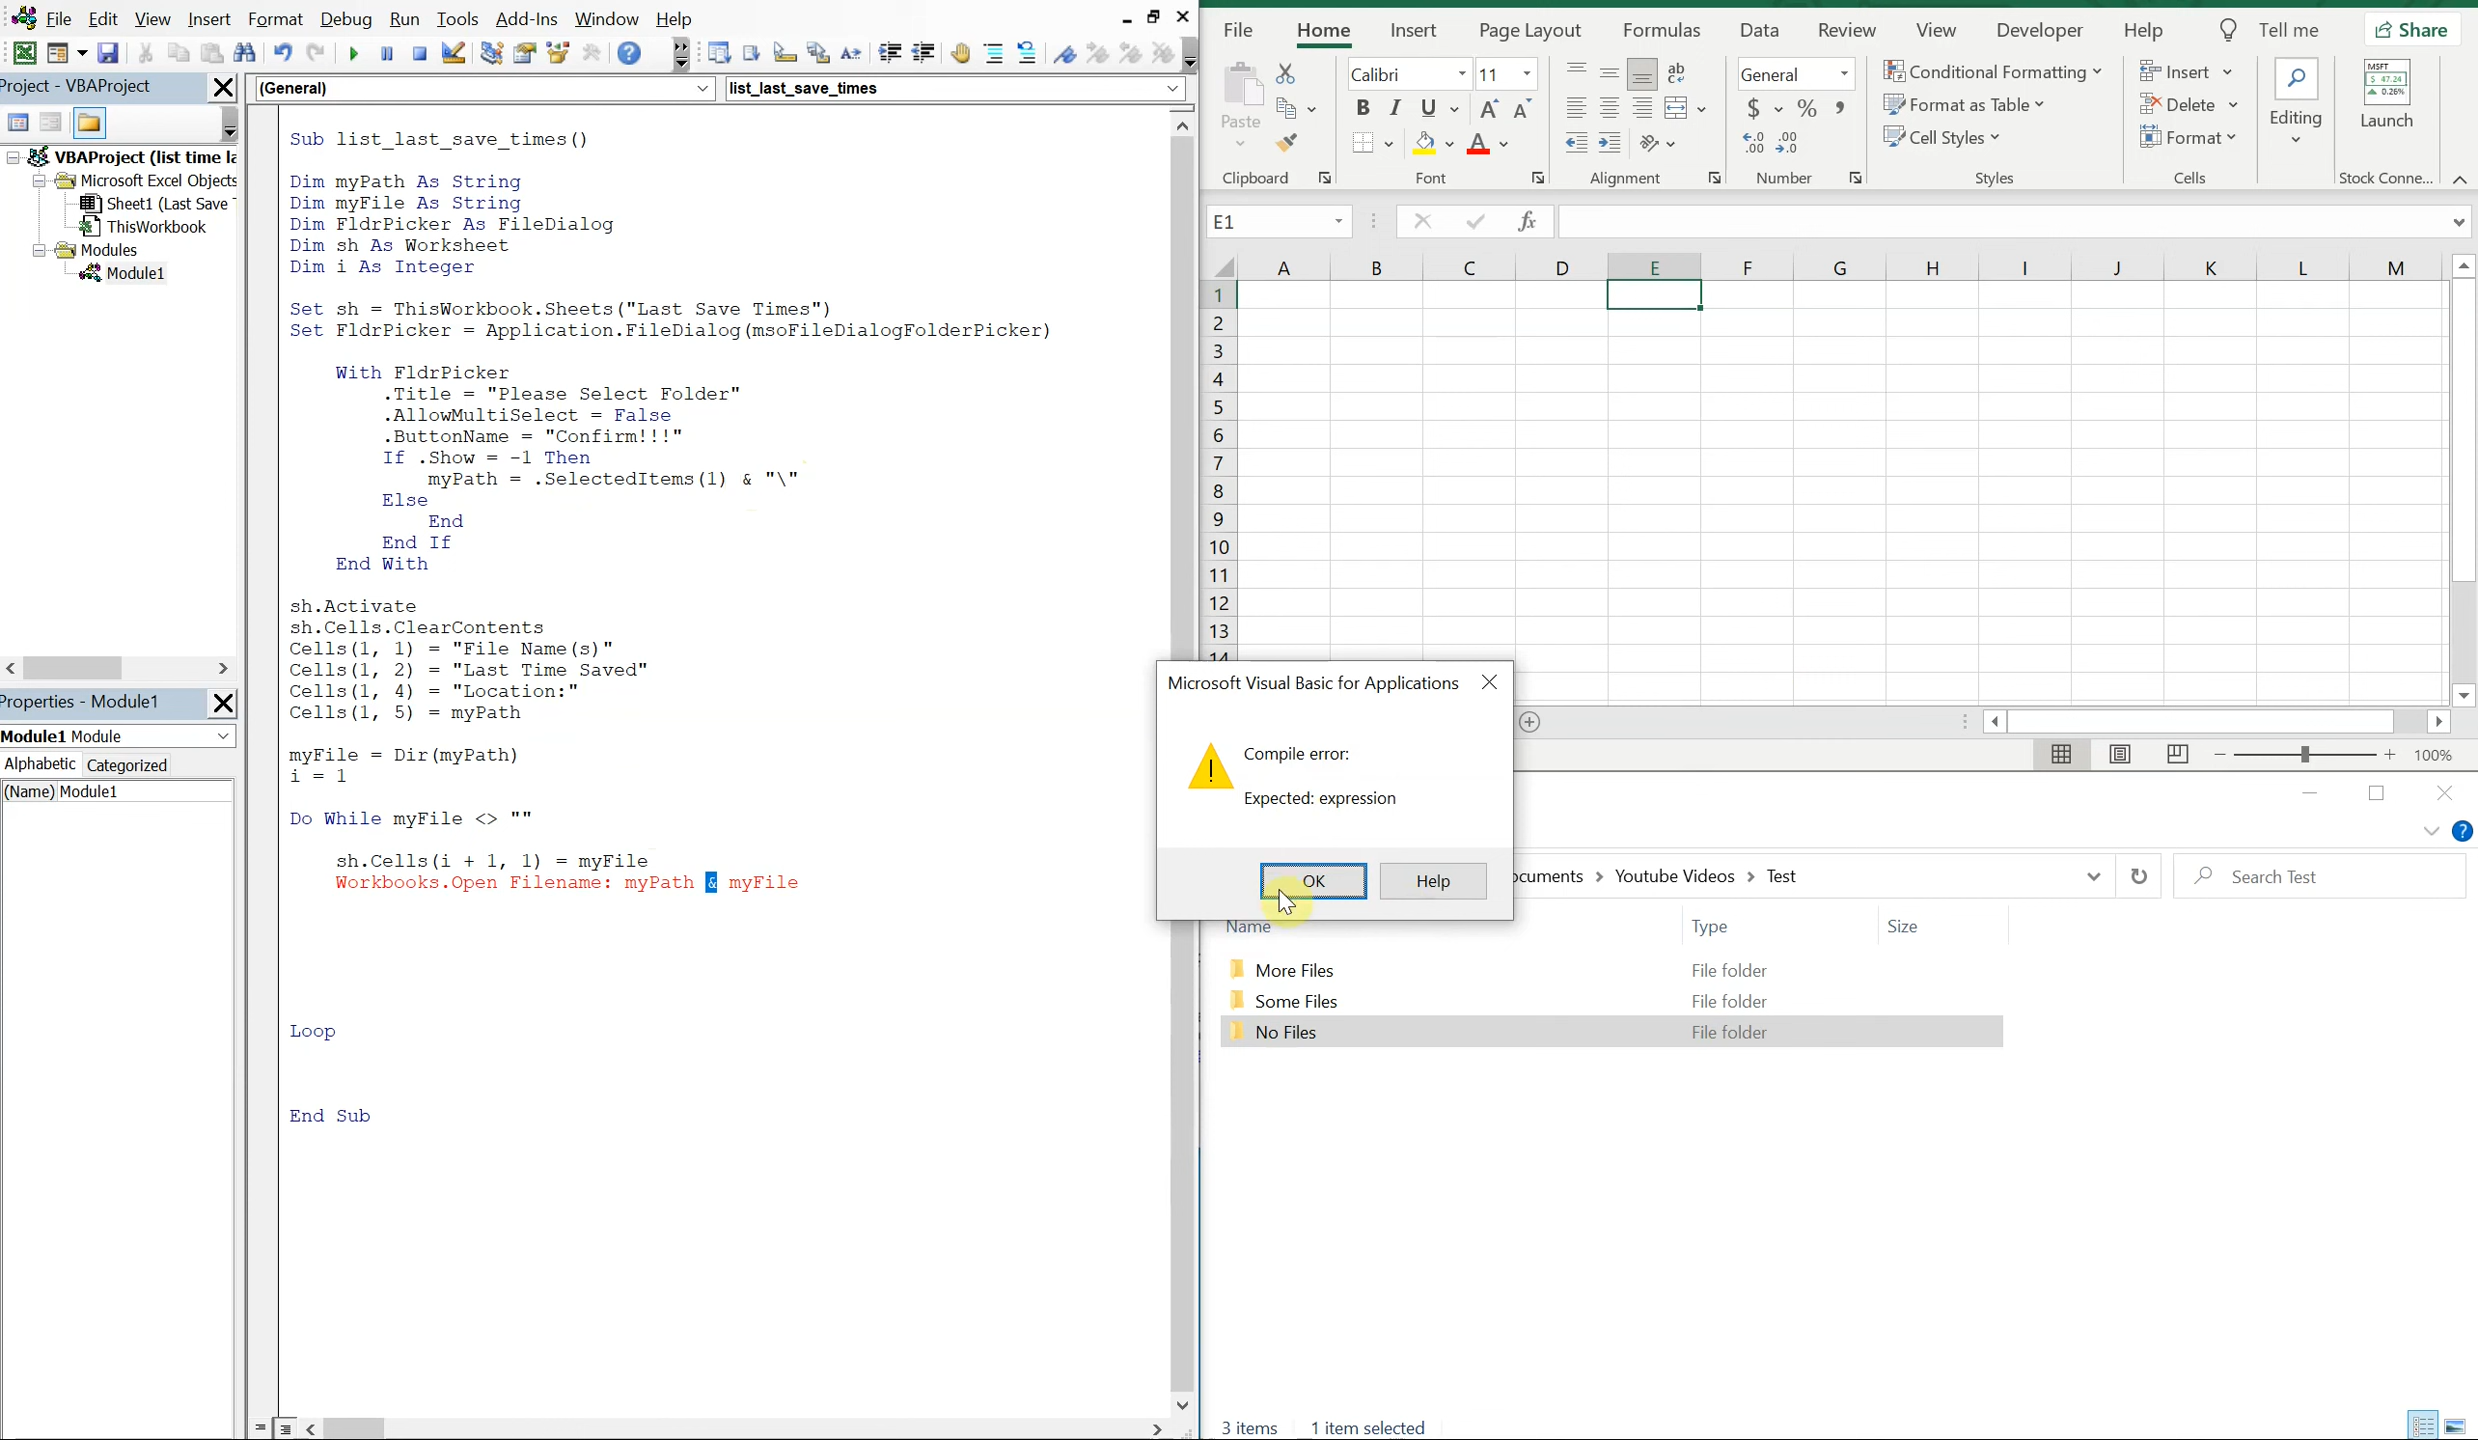 File Edit View Insert Format Debug Run Tools Add-Ins Window Help
Project - VBAProject
(General)
list_last_save_times
VBAProject (list time la
Microsoft Excel Objects
Sheet1 (Last Save
ThisWorkbook
Modules
Module1
Properties - Module1
Module1 Module
Alphabetic Categorized
(Name) Module1
Sub list_last_save_times()
Dim myPath As String
Dim myFile As String
Dim FldrPicker As FileDialog
Dim sh As Worksheet
Dim i As Integer
Set sh = ThisWorkbook.Sheets("Last Save Times")
Set FldrPicker = Application.FileDialog(msoFileDialogFolderPicker)
With FldrPicker
.Title = "Please Select Folder"
.AllowMultiSelect = False
.ButtonName = "Confirm!!!"
If .Show = -1 Then
myPath = .SelectedItems(1) & "\"
Else
End
End If
End With
sh.Activate
sh.Cells.ClearContents
Cells(1, 1) = "File Name(s)"
Cells(1, 2) = "Last Time Saved"
Cells(1, 4) = "Location:"
Cells(1, 5) = myPath
myFile = Dir(myPath)
i = 1
Do While myFile <> ""
sh.Cells(i + 1, 1) = myFile
Workbooks.Open Filename: myPath & myFile
Loop
End Sub
File Home Insert Page Layout Formulas Data Review View Developer Help Tell me Share
Paste
Calibri 11
General
Conditional Formatting
Format as Table
Cell Styles
Insert
Delete
Format
Editing
MSFT
$ 47.24
0.26%
Launch
Clipboard Font Alignment Number Styles Cells Stock Conne...
E1
fx
A B C D E F G H I J K L M
1
2
3
4
5
6
7
8
9
10
11
12
13
14
100%
Microsoft Visual Basic for Applications
Compile error:
Expected: expression
OK Help
ocuments > Youtube Videos > Test
Search Test
Name Type Size
More Files File folder
Some Files File folder
No Files File folder
3 items 1 item selected